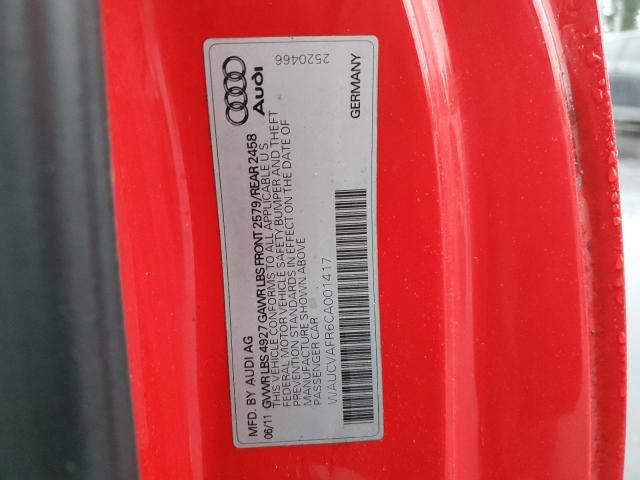 MFD. BY AUDI AG
06/11 GVWR LBS 4927 GAWR LBS FRONT 2579/REAR 2458
THIS VEHICLE CONFORMS TO ALL APPLICABLE U.S.
FEDERAL MOTOR VEHICLE SAFETY BUMPER AND THEFT
PREVENTION STANDARDS IN EFFECT ON THE DATE OF
MANUFACTURE SHOWN ABOVE
PASSENGER CAR
WAUCVAFR6CA001417
Audi
2520466
GERMANY